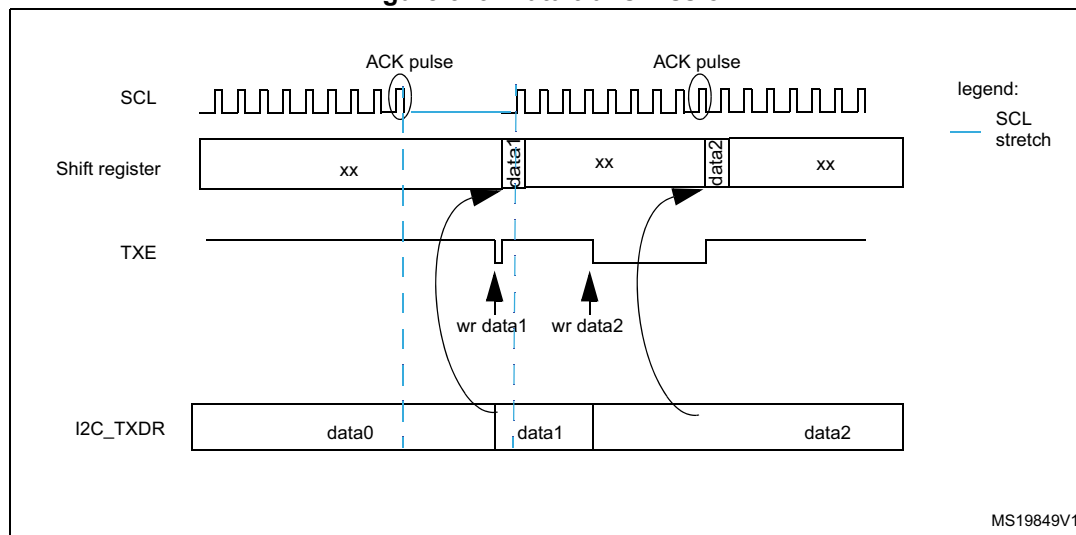 ACK pulse ACK pulse
SCL
legend:
SCL
stretch
Shift register xx data1 xx data2 xx
TXE
wr data1 wr data2
I2C_TXDR data0 data1 data2
MS19849V1